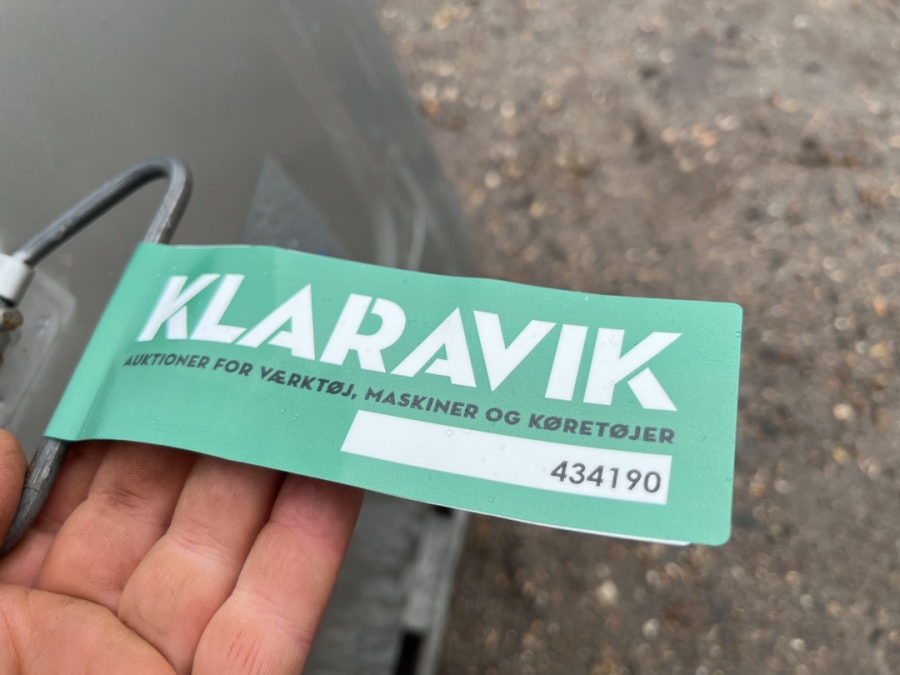 KLARAVIK
AUKTIONER FOR VÆRKTØJ, MASKINER OG KØRETØJER
434190